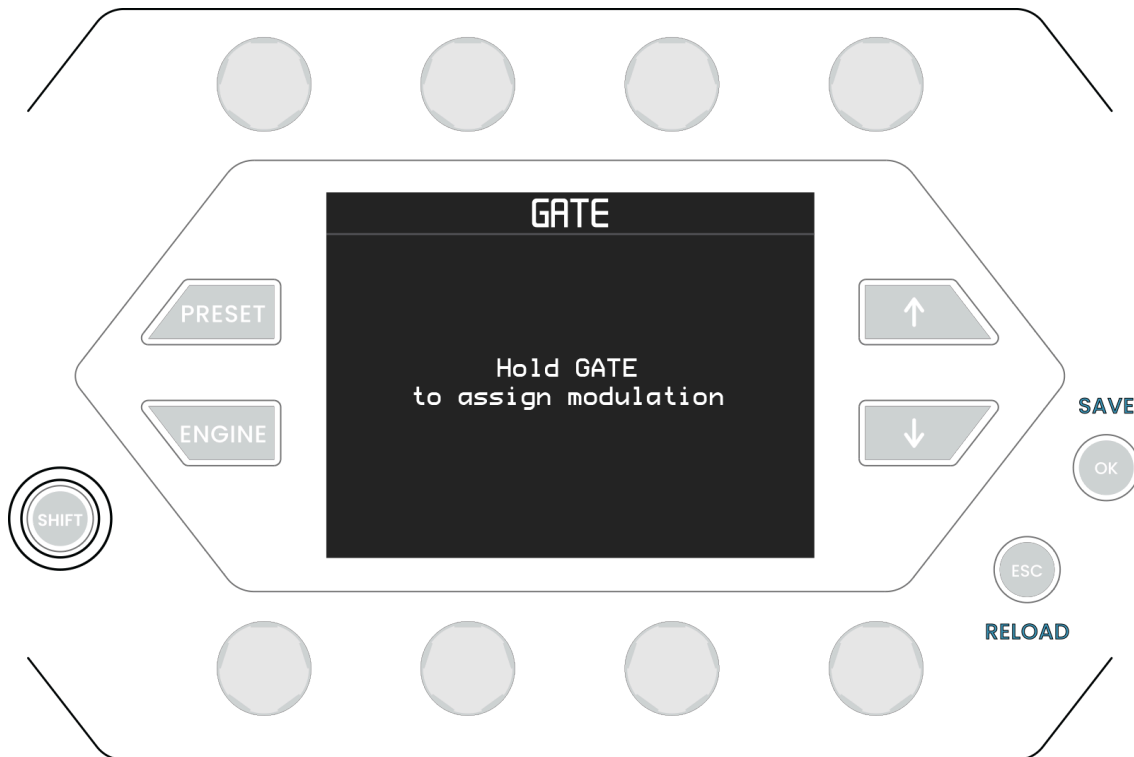 GATE
PRESET
Hold GATE
to assign modulation
SAVE
ENGINE
OK
SHIFT
ESC
RELOAD